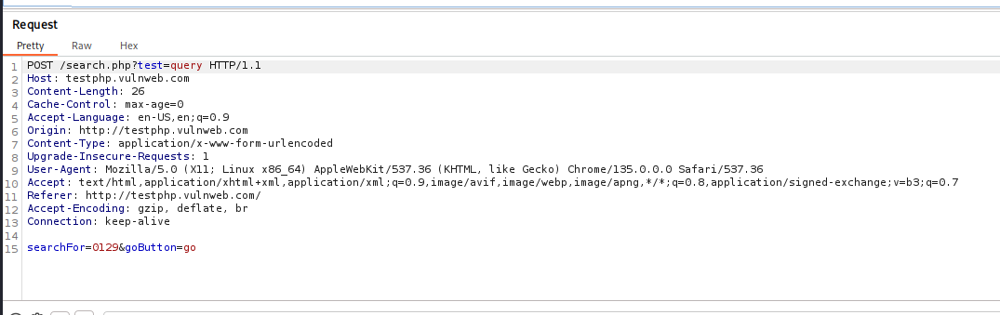 Request
Pretty Raw Hex
1 POST /search.php?test=query HTTP/1.1
2 Host: testphp.vulnweb.com
3 Content-Length: 26
4 Cache-Control: max-age=0
5 Accept-Language: en-US,en;q=0.9
6 Origin: http://testphp.vulnweb.com
7 Content-Type: application/x-www-form-urlencoded
8 Upgrade-Insecure-Requests: 1
9 User-Agent: Mozilla/5.0 (X11; Linux x86_64) AppleWebKit/537.36 (KHTML, like Gecko) Chrome/135.0.0.0 Safari/537.36
10 Accept: text/html,application/xhtml+xml,application/xml;q=0.9,image/avif,image/webp,image/apng,*/*;q=0.8,application/signed-exchange;v=b3;q=0.7
11 Referer: http://testphp.vulnweb.com/
12 Accept-Encoding: gzip, deflate, br
13 Connection: keep-alive
14
15 searchFor=0129&goButton=go